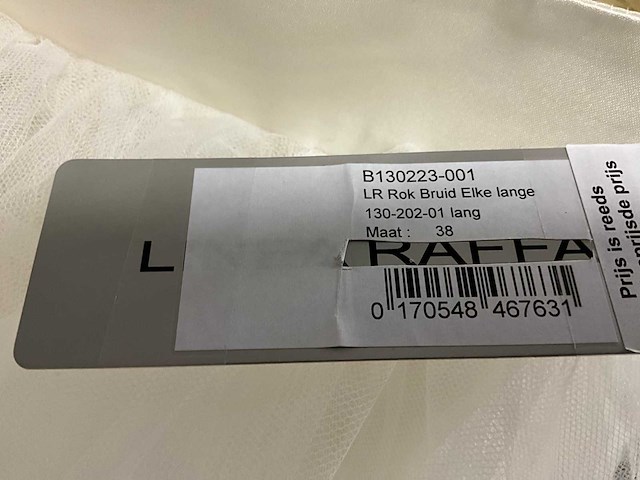 B130223-001
LR Rok Bruid Elke lange
130-202-01 lang
Maat : 38
L RAFFA
0 170548 467631
Prijs is reeds
prijs